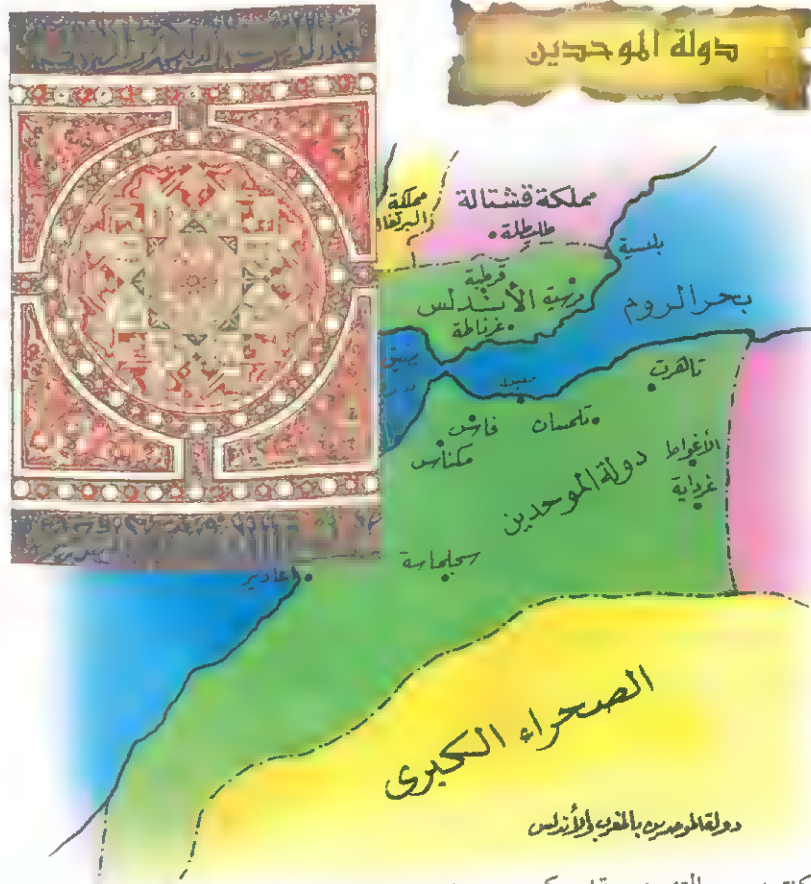 دولة الموحدين
مملكة قشتالة
مملكة
البرتغال
طليطلة
بلنسية
قرطبة
مرسية
الأندلس
غرناطة
بحر الروم
تاهرت
تلمسان
فاس
مكناس
الأغواط
غرداية
دولة الموحدين
سجلماسة
أغادير
الصحراء الكبرى
دولة الموحدين بالمغرب والأندلس